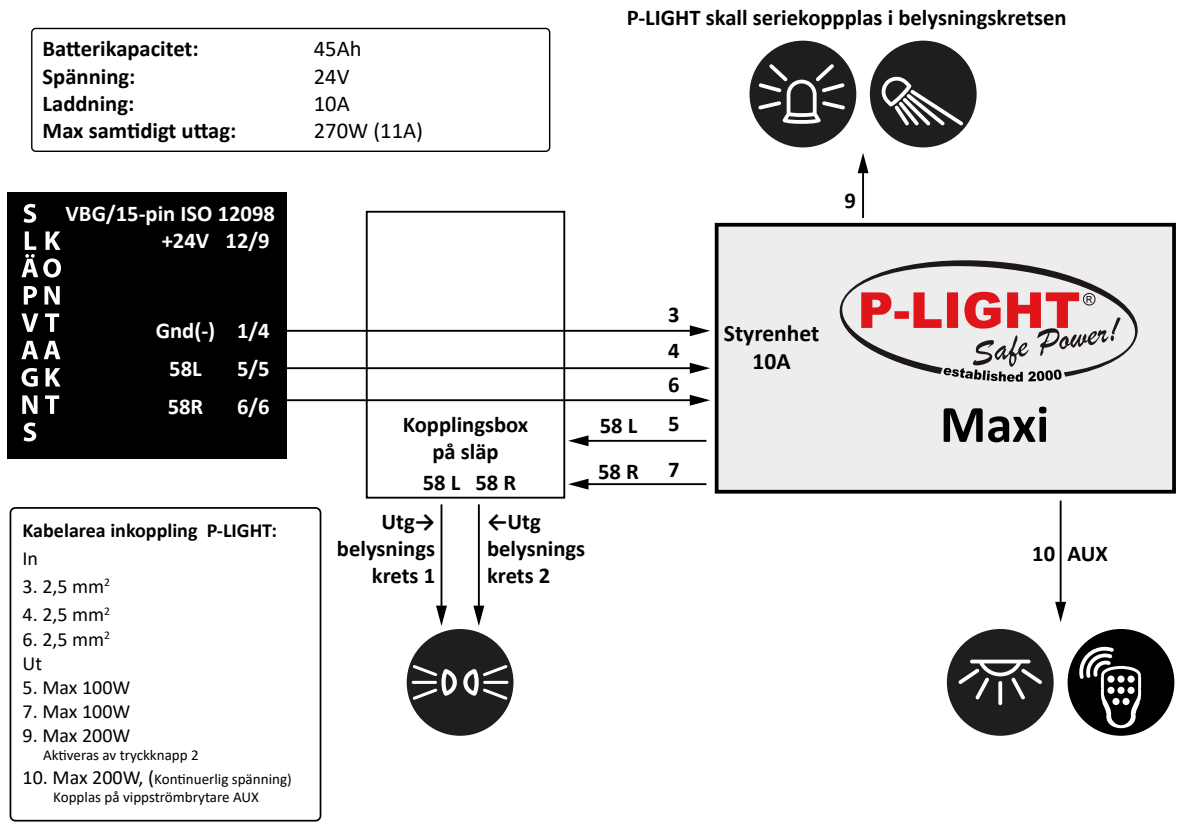 P-LIGHT skall seriekoppplas i belysningskretsen
Batterikapacitet: 45Ah
Spänning: 24V
Laddning: 10A
Max samtidigt uttag: 270W (11A)
SLÄPVAGNS
KONTAKT
VBG/15-pin ISO 12098
+24V 12/9
Gnd(-) 1/4
58L 5/5
58R 6/6
3
4
6
58 L 5
58 R 7
9
Kopplingsbox
på släp
58 L 58 R
Styrenhet
10A
P-LIGHT®
Safe Power!
established 2000
Maxi
Utg→
belysnings
krets 1
←Utg
belysnings
krets 2
10 AUX
Kabelarea inkoppling P-LIGHT:
In
3. 2,5 mm²
4. 2,5 mm²
6. 2,5 mm²
Ut
5. Max 100W
7. Max 100W
9. Max 200W
Aktiveras av tryckknapp 2
10. Max 200W, (Kontinuerlig spänning)
Kopplas på vippströmbrytare AUX